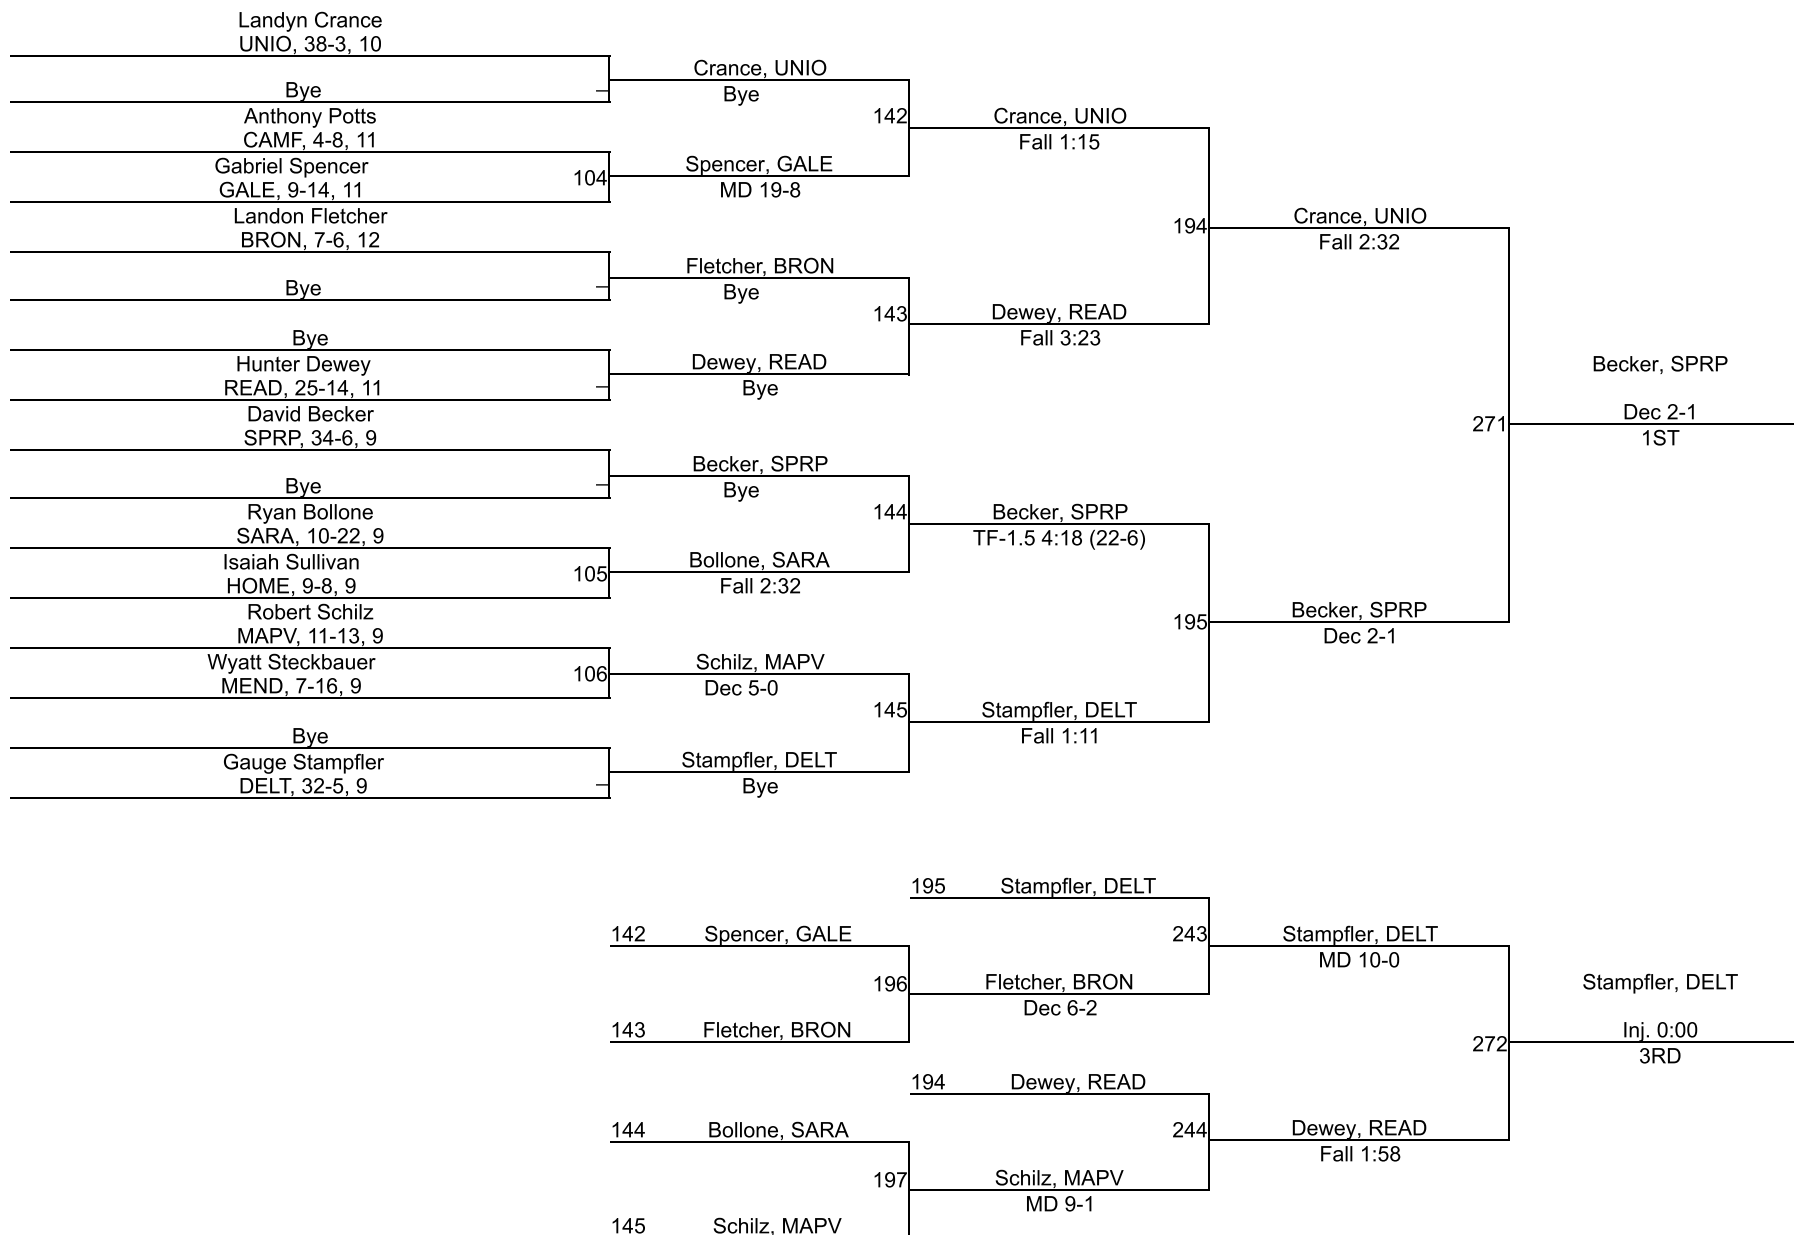 Landyn Crance
UNIO, 38-3, 10
Bye
Anthony Potts
CAMF, 4-8, 11
Gabriel Spencer
GALE, 9-14, 11
104
Landon Fletcher
BRON, 7-6, 12
Bye
Bye
Hunter Dewey
READ, 25-14, 11
David Becker
SPRP, 34-6, 9
Bye
Ryan Bollone
SARA, 10-22, 9
Isaiah Sullivan
HOME, 9-8, 9
105
Robert Schilz
MAPV, 11-13, 9
Wyatt Steckbauer
MEND, 7-16, 9
106
Bye
Gauge Stampfler
DELT, 32-5, 9
Crance, UNIO
Bye
142
Spencer, GALE
MD 19-8
Fletcher, BRON
Bye
143
Dewey, READ
Bye
Becker, SPRP
Bye
144
Bollone, SARA
Fall 2:32
Schilz, MAPV
Dec 5-0
145
Stampfler, DELT
Bye
Crance, UNIO
Fall 1:15
194
Dewey, READ
Fall 3:23
Becker, SPRP
TF-1.5 4:18 (22-6)
195
Stampfler, DELT
Fall 1:11
Crance, UNIO
Fall 2:32
271
Becker, SPRP
Dec 2-1
Becker, SPRP
Dec 2-1
1ST
142 Spencer, GALE
196
143 Fletcher, BRON
144 Bollone, SARA
197
145 Schilz, MAPV
195 Stampfler, DELT
243
Fletcher, BRON
Dec 6-2
194 Dewey, READ
244
Schilz, MAPV
MD 9-1
Stampfler, DELT
MD 10-0
272
Dewey, READ
Fall 1:58
Stampfler, DELT
Inj. 0:00
3RD